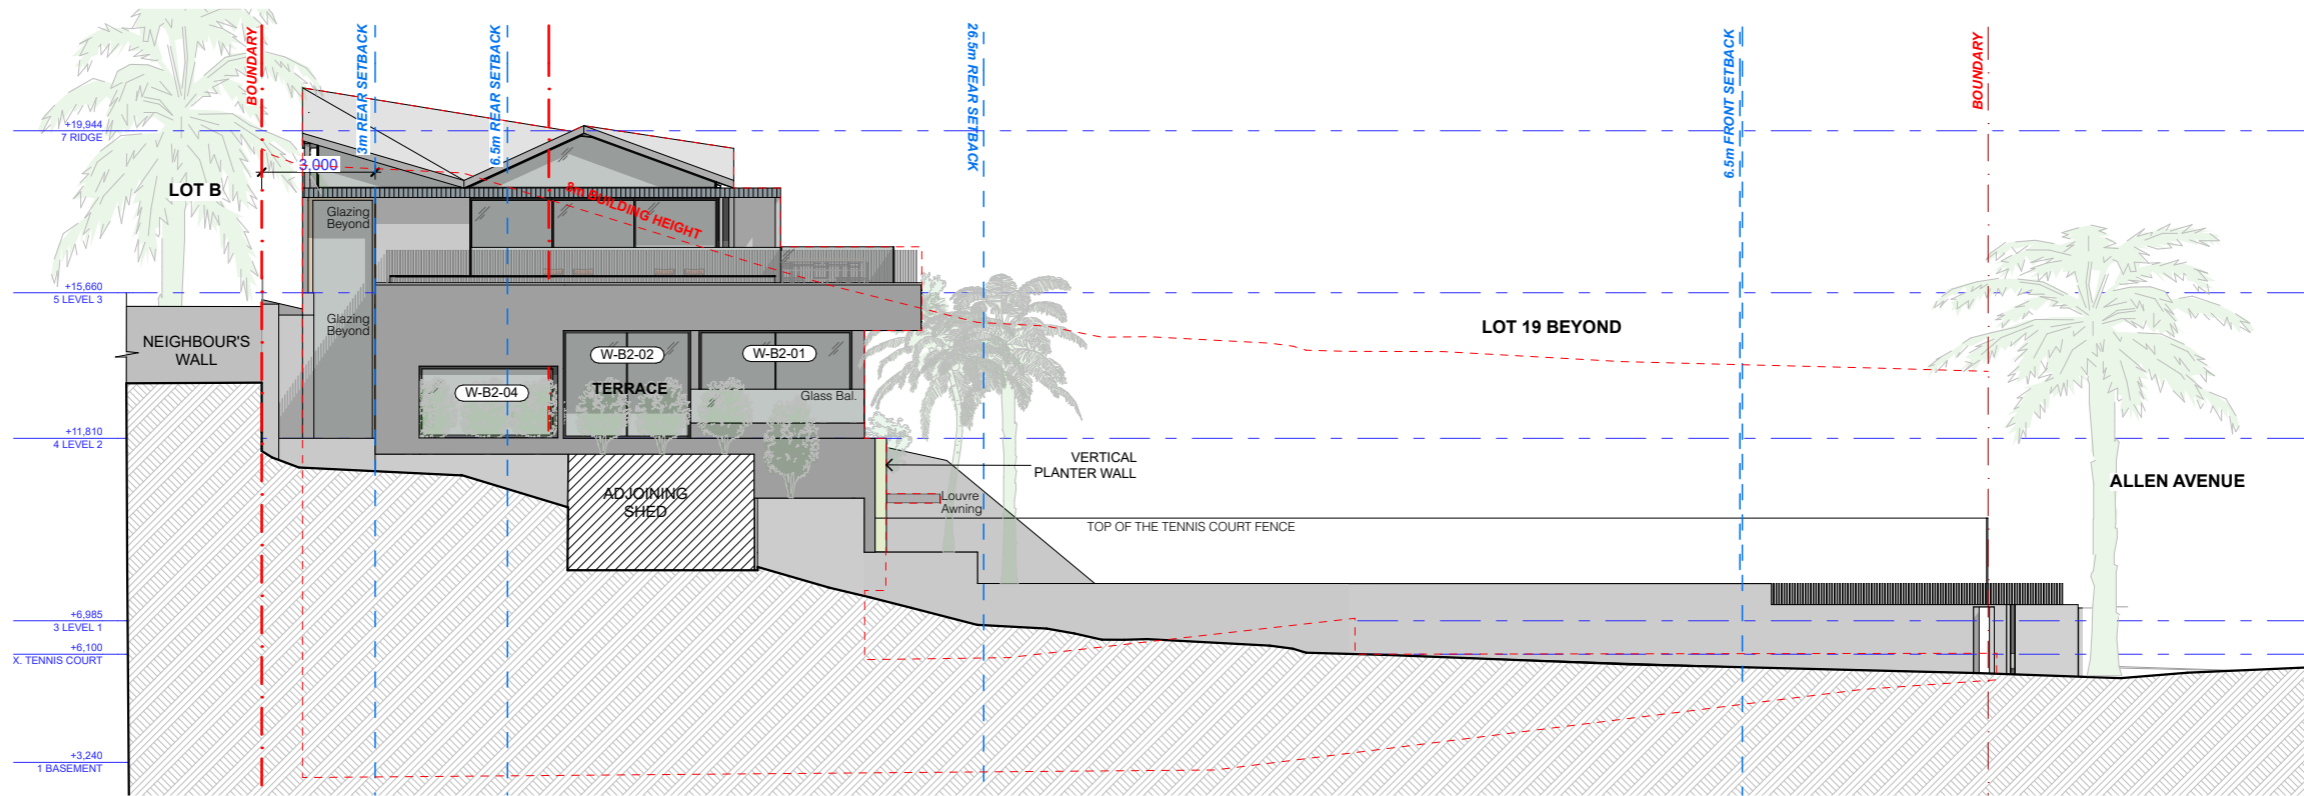 BOUNDARY
3m REAR SETBACK
6.5m REAR SETBACK
26.5m REAR SETBACK
6.5m FRONT SETBACK
BOUNDARY
+19,944
7 RIDGE
3,000
LOT B
8m BUILDING HEIGHT
Glazing
Beyond
+15,660
5 LEVEL 3
Glazing
Beyond
LOT 19 BEYOND
NEIGHBOUR'S
WALL
W-B2-02
W-B2-01
TERRACE
W-B2-04
Glass Bal.
+11,810
4 LEVEL 2
VERTICAL
PLANTER WALL
ALLEN AVENUE
ADJOINING
SHED
Louvre
Awning
TOP OF THE TENNIS COURT FENCE
+6,985
3 LEVEL 1
+6,100
X. TENNIS COURT
+3,240
1 BASEMENT